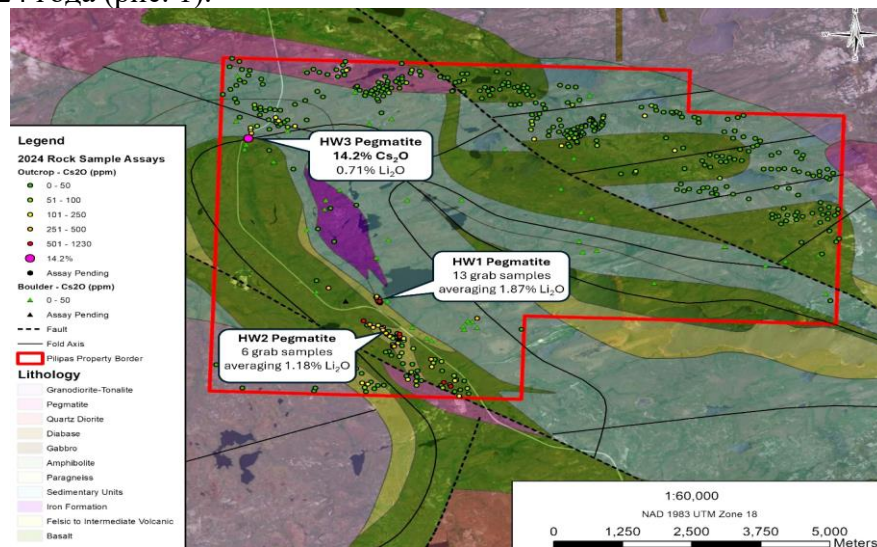 24 года (рис. 1).
HW3 Pegmatite
14.2% Cs₂O
0.71% Li₂O
HW1 Pegmatite
13 grab samples
averaging 1.87% Li₂O
HW2 Pegmatite
6 grab samples
averaging 1.18% Li₂O
Legend
2024 Rock Sample Assays
Outcrop - Cs2O (ppm)
0 - 50
51 - 100
101 - 250
251 - 500
501 - 1230
14.2%
Assay Pending
Boulder - Cs2O (ppm)
0 - 50
Assay Pending
Fault
Fold Axis
Pilipas Property Border
Lithology
Granodiorite-Tonalite
Pegmatite
Quartz Diorite
Diabase
Gabbro
Amphibolite
Paragneiss
Sedimentary Units
Iron Formation
Felsic to Intermediate Volcanic
Basalt
1:60,000
NAD 1983 UTM Zone 18
0 1,250 2,500 3,750 5,000
Meters